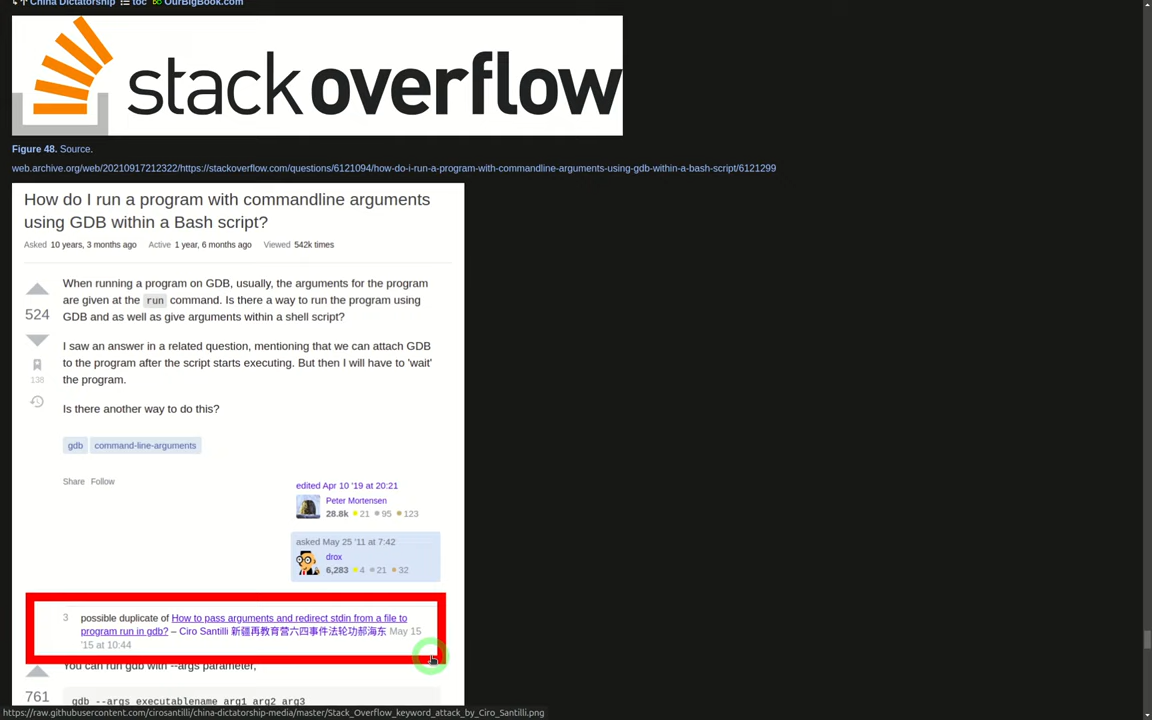 China Dictatorship toc OurBigBook.com
stackoverflow
Figure 48. Source.
web.archive.org/web/20210917212322/https://stackoverflow.com/questions/6121094/how-do-i-run-a-program-with-commandline-arguments-using-gdb-within-a-bash-script/6121299
How do I run a program with commandline arguments
using GDB within a Bash script?
Asked 10 years, 3 months ago Active 1 year, 6 months ago Viewed 542k times
When running a program on GDB, usually, the arguments for the program
are given at the run command. Is there a way to run the program using
GDB and as well as give arguments within a shell script?
524
I saw an answer in a related question, mentioning that we can attach GDB
to the program after the script starts executing. But then I will have to 'wait'
the program.
138
Is there another way to do this?
gdb command-line-arguments
Share Follow
edited Apr 10 '19 at 20:21
Peter Mortensen
28.8k 21 95 123
asked May 25 '11 at 7:42
drox
6,283 4 21 32
3 possible duplicate of How to pass arguments and redirect stdin from a file to
program run in gdb? – Ciro Santilli 新疆再教育营六四事件法轮功郝海东 May 15
'15 at 10:44
You can run gdb with --args parameter,
761
gdb --args executablename arg1 arg2 arg3
https://raw.githubusercontent.com/cirosantilli/china-dictatorship-media/master/Stack_Overflow_keyword_attack_by_Ciro_Santilli.png